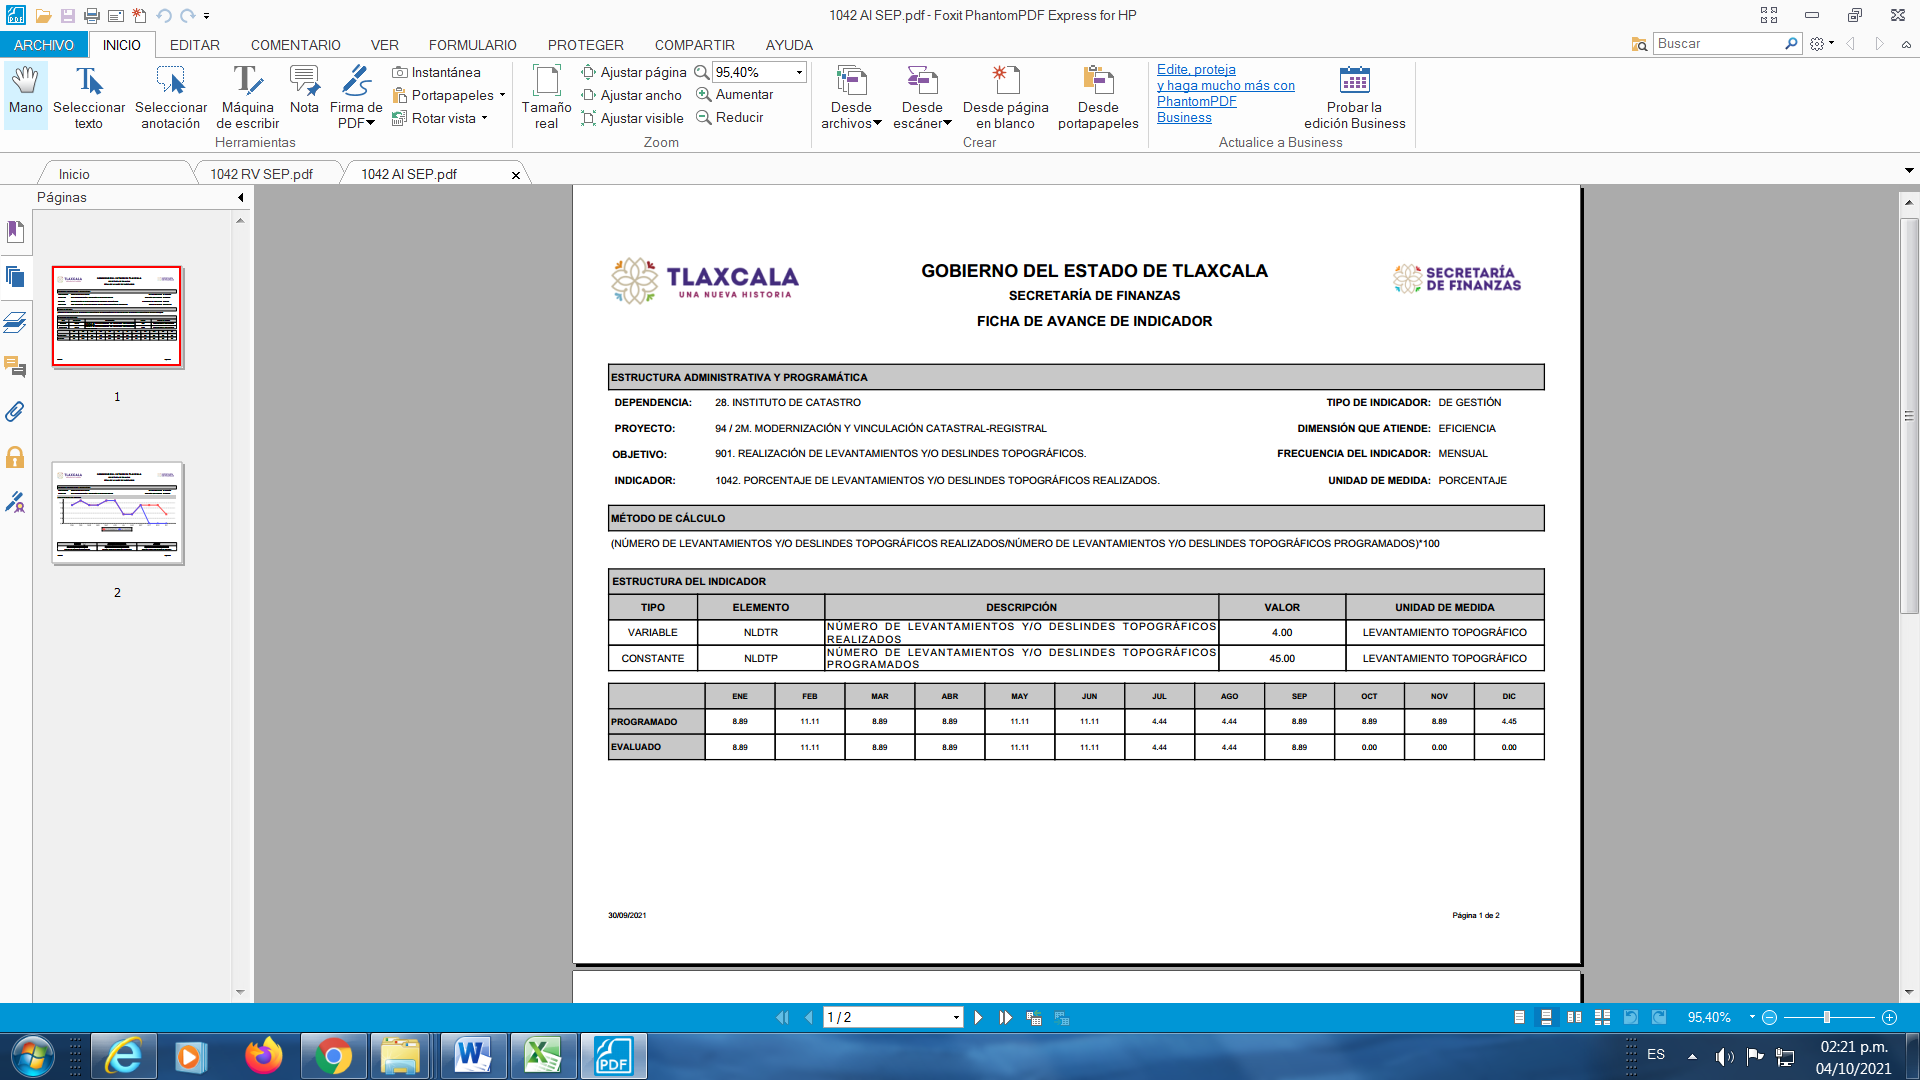 1042 AI SEP.pdf - Foxit PhantomPDF Express for HP
ARCHIVO INICIO EDITAR COMENTARIO VER FORMULARIO PROTEGER COMPARTIR AYUDA Buscar
Mano
Seleccionar texto
Seleccionar anotación
Máquina de escribir
Nota
Firma de PDF
Instantánea
Portapapeles
Rotar vista
Herramientas
Tamaño real
Ajustar página
Ajustar ancho
Ajustar visible
95,40%
Aumentar
Reducir
Zoom
Desde archivos
Desde escáner
Desde página en blanco
Desde portapapeles
Crear
Edite, proteja
y haga mucho más con
PhantomPDF
Business
Probar la edición Business
Actualice a Business
Inicio 1042 RV SEP.pdf 1042 AI SEP.pdf
Páginas
1
2
TLAXCALA
UNA NUEVA HISTORIA
GOBIERNO DEL ESTADO DE TLAXCALA
SECRETARÍA DE FINANZAS
FICHA DE AVANCE DE INDICADOR
SECRETARÍA
DE FINANZAS
ESTRUCTURA ADMINISTRATIVA Y PROGRAMÁTICA
DEPENDENCIA: 28. INSTITUTO DE CATASTRO TIPO DE INDICADOR: DE GESTIÓN
PROYECTO: 94 / 2M. MODERNIZACIÓN Y VINCULACIÓN CATASTRAL-REGISTRAL DIMENSIÓN QUE ATIENDE: EFICIENCIA
OBJETIVO: 901. REALIZACIÓN DE LEVANTAMIENTOS Y/O DESLINDES TOPOGRÁFICOS. FRECUENCIA DEL INDICADOR: MENSUAL
INDICADOR: 1042. PORCENTAJE DE LEVANTAMIENTOS Y/O DESLINDES TOPOGRÁFICOS REALIZADOS. UNIDAD DE MEDIDA: PORCENTAJE
MÉTODO DE CÁLCULO
(NÚMERO DE LEVANTAMIENTOS Y/O DESLINDES TOPOGRÁFICOS REALIZADOS/NÚMERO DE LEVANTAMIENTOS Y/O DESLINDES TOPOGRÁFICOS PROGRAMADOS)*100
ESTRUCTURA DEL INDICADOR
TIPO ELEMENTO DESCRIPCIÓN VALOR UNIDAD DE MEDIDA
VARIABLE NLDTR NÚMERO DE LEVANTAMIENTOS Y/O DESLINDES TOPOGRÁFICOS REALIZADOS 4.00 LEVANTAMIENTO TOPOGRÁFICO
CONSTANTE NLDTP NÚMERO DE LEVANTAMIENTOS Y/O DESLINDES TOPOGRÁFICOS PROGRAMADOS 45.00 LEVANTAMIENTO TOPOGRÁFICO
ENE FEB MAR ABR MAY JUN JUL AGO SEP OCT NOV DIC
PROGRAMADO 8.89 11.11 8.89 8.89 11.11 11.11 4.44 4.44 8.89 8.89 8.89 4.45
EVALUADO 8.89 11.11 8.89 8.89 11.11 11.11 4.44 4.44 8.89 0.00 0.00 0.00
30/09/2021 Página 1 de 2
1 / 2 95,40%
ES 02:21 p.m.
04/10/2021